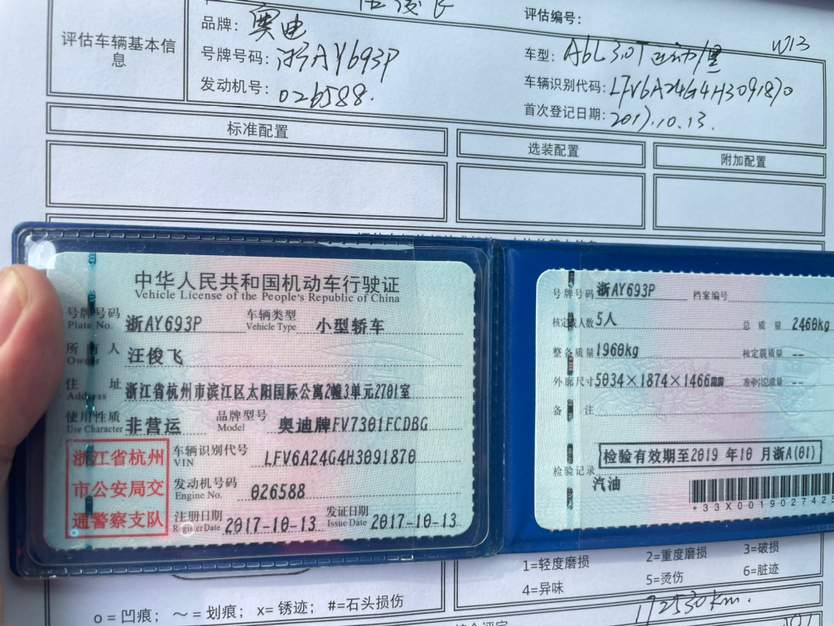 评估编号:
W13
评估车辆基本信息
品牌: 奥迪
车型: A6L 3.0T
号牌号码: 浙AY693P
车辆识别代码: LFV6A24G4H3091870
发动机号: 026588.
首次登记日期: 2017.10.13.
标准配置
选装配置
附加配置
中华人民共和国机动车行驶证
Vehicle License of the People's Republic of China
号牌号码 Plate No. 浙AY693P 车辆类型 Vehicle Type 小型轿车
所有人 Owner 汪俊飞
住址 Address 浙江省杭州市滨江区太阳国际公寓2幢3单元2701室
使用性质 Use Character 非营运 品牌型号 Model 奥迪牌FV7301FCDBG
浙江省杭州市公安局交通警察支队
车辆识别代号 VIN LFV6A24G4H3091870
发动机号码 Engine No. 026588
注册日期 Register Date 2017-10-13 发证日期 Issue Date 2017-10-13
号牌号码 浙AY693P 档案编号
核定载人数 5人 总质量 2460kg
整备质量 1960kg 核定载质量 --
外廓尺寸 5034×1874×1466mm 准牵引总质量 --
备注
检验有效期至2019年10月浙A(01)
检验记录
汽油
*33X001902742
1=轻度磨损 2=重度磨损 3=破损
4=异味 5=烫伤 6=脏迹
o=凹痕; ~=划痕; x=锈迹; #=石头损伤
192530km.